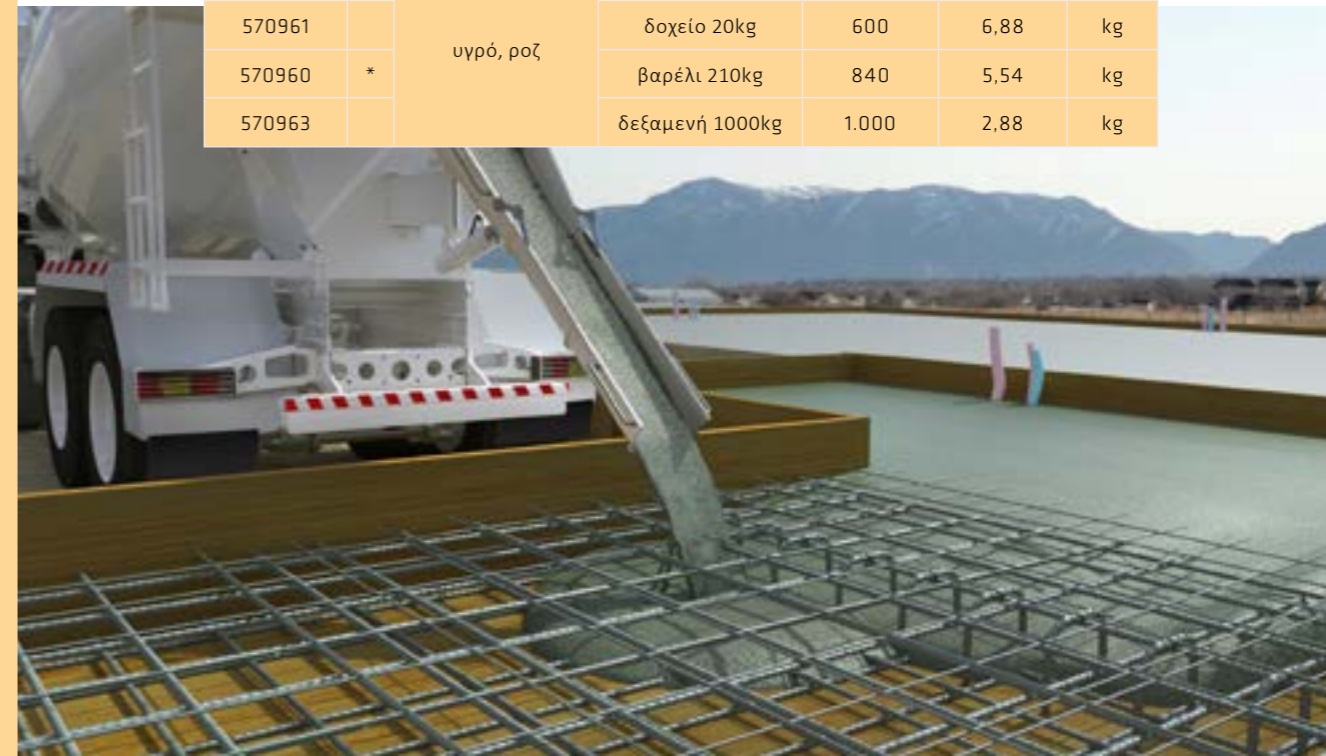 570961 δοχείο 20kg 600 6,88 kg
υγρό, ροζ
570960 * βαρέλι 210kg 840 5,54 kg
570963 δεξαμενή 1000kg 1.000 2,88 kg